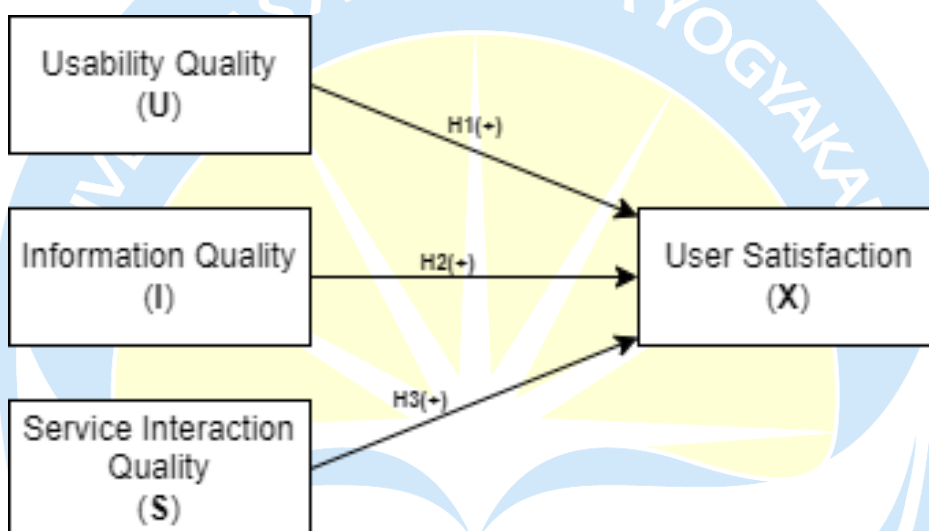 Usability Quality
(U)
H1(+)
Information Quality
(I)
H2(+)
User Satisfaction
(X)
H3(+)
Service Interaction
Quality
(S)